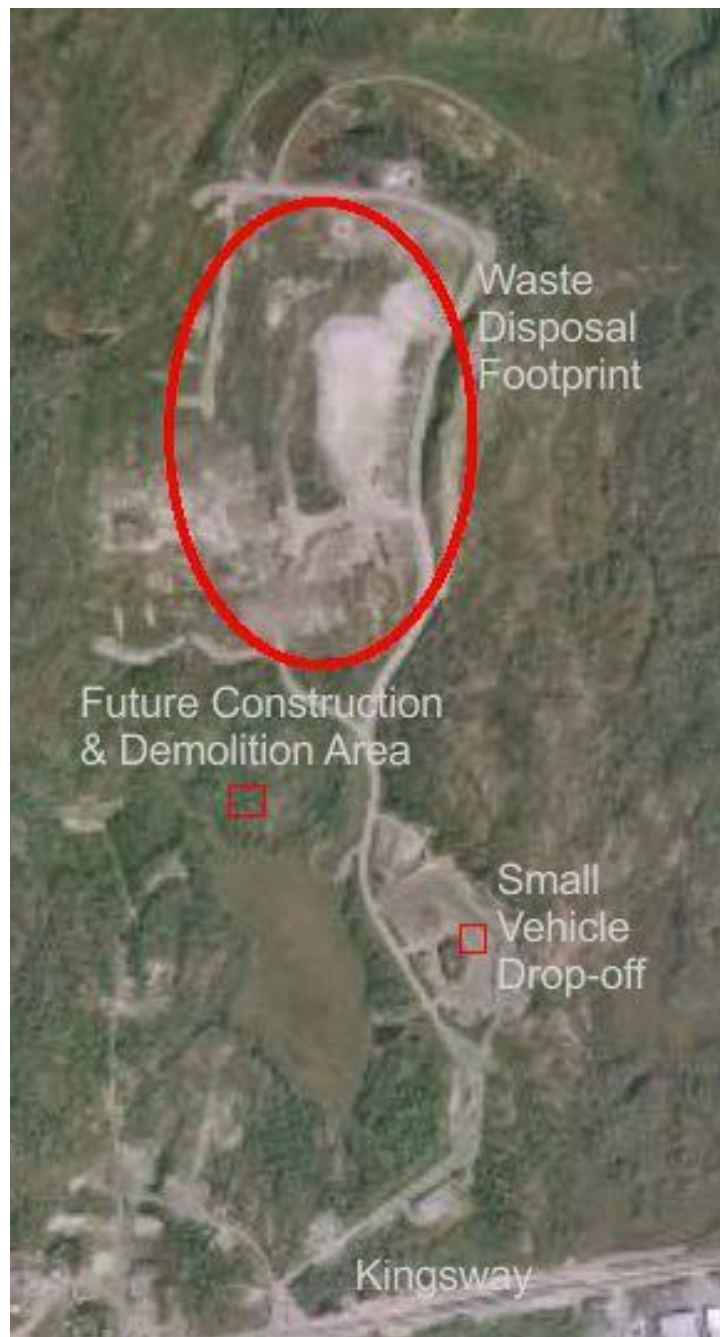 Waste
Disposal
Footprint
Future Construction
& Demolition Area
Small
Vehicle
Drop-off
Kingsway